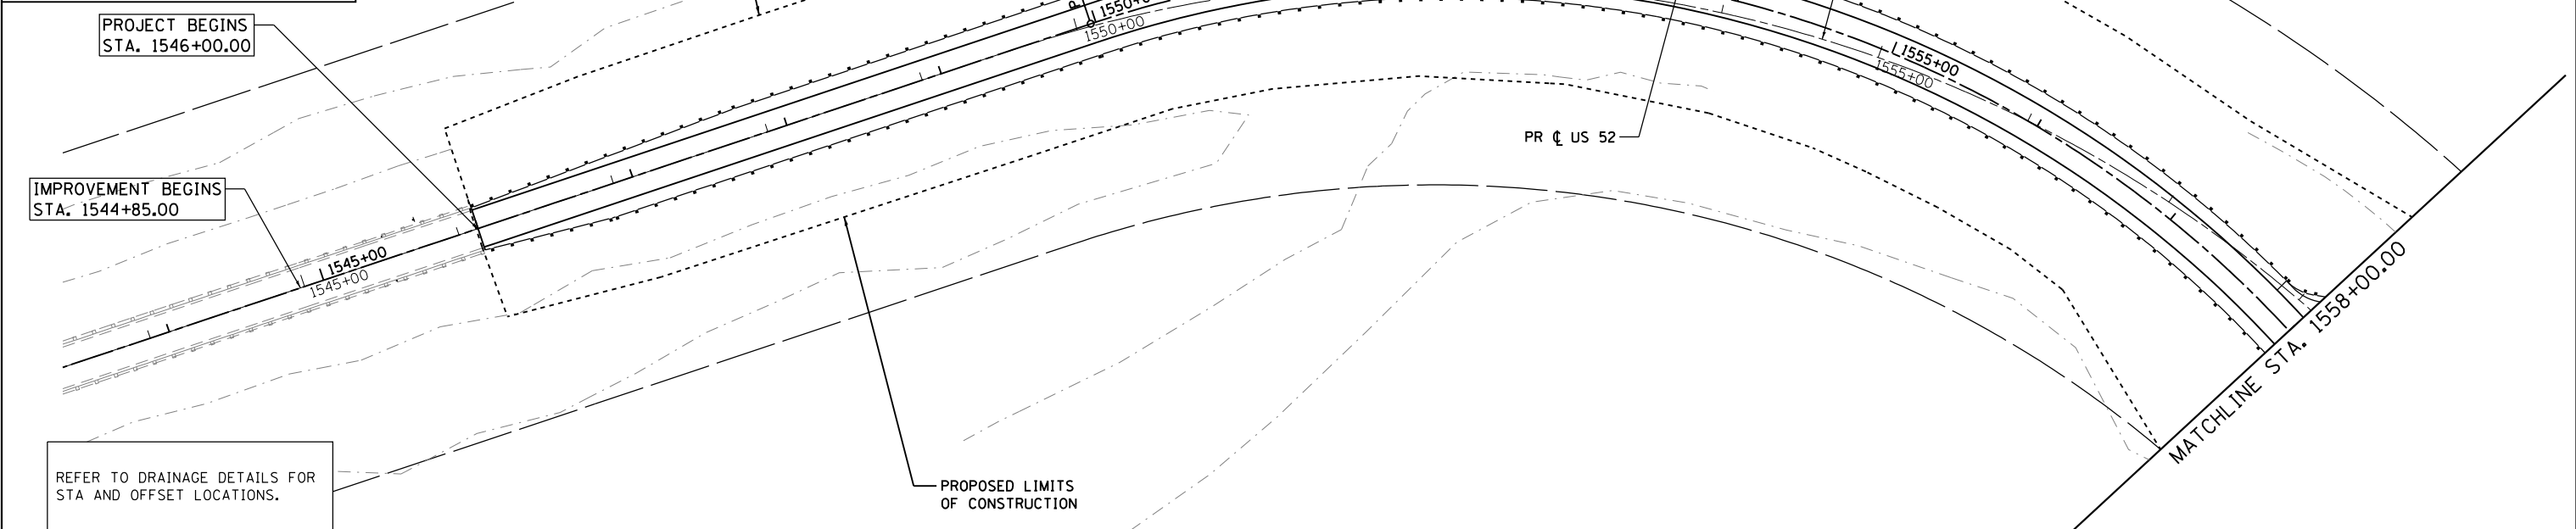 PROJECT BEGINS
STA. 1546+00.00
IMPROVEMENT BEGINS
STA. 1544+85.00
1545+00
1545+00
1550+00
1555+00
1555+00
PR ℄ US 52
PROPOSED LIMITS
OF CONSTRUCTION
REFER TO DRAINAGE DETAILS FOR
STA AND OFFSET LOCATIONS.
MATCHLINE STA. 1558+00.00